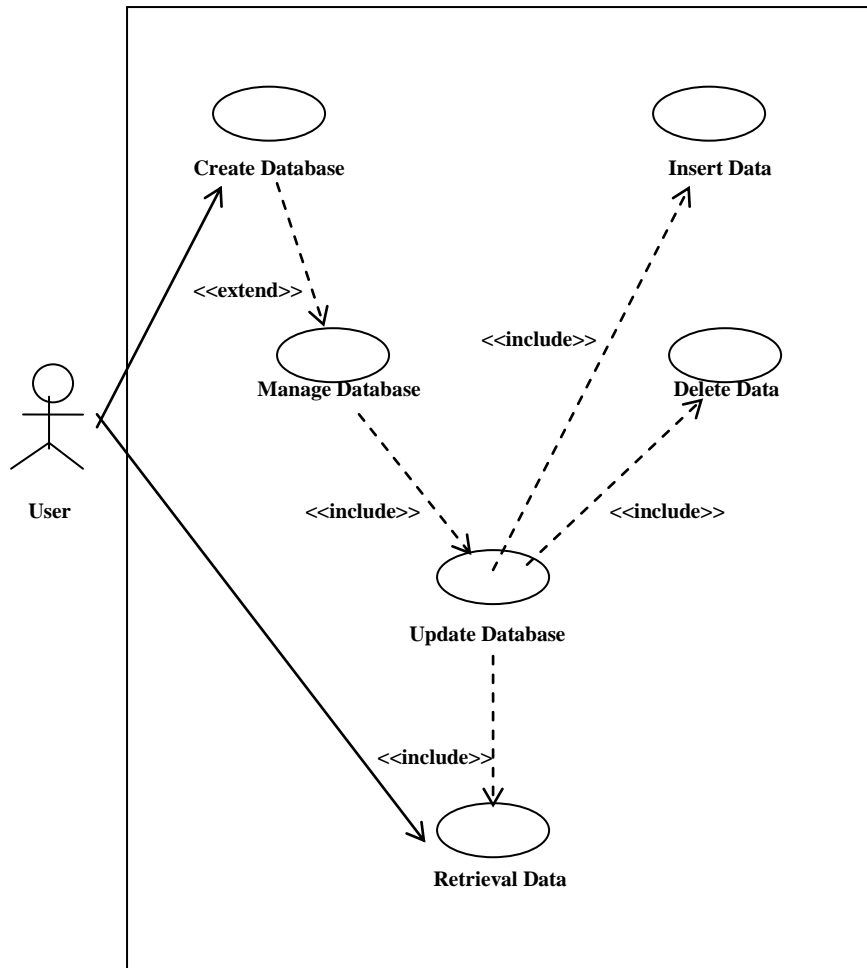 Create Database
Insert Data
<<extend>>
<<include>>
Manage Database
Delete Data
User
<<include>>
<<include>>
Update Database
<<include>>
Retrieval Data